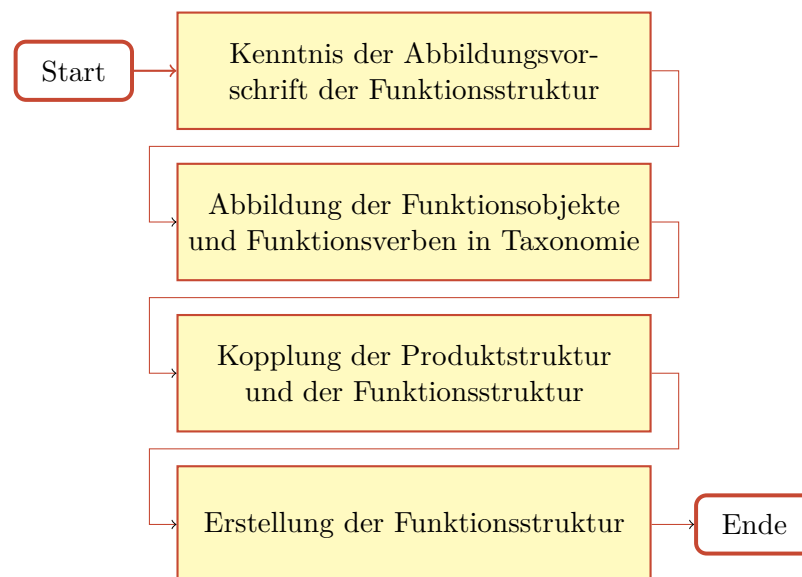 Start
Kenntnis der Abbildungsvor-
schrift der Funktionsstruktur
Abbildung der Funktionsobjekte
und Funktionsverben in Taxonomie
Kopplung der Produktstruktur
und der Funktionsstruktur
Erstellung der Funktionsstruktur
Ende